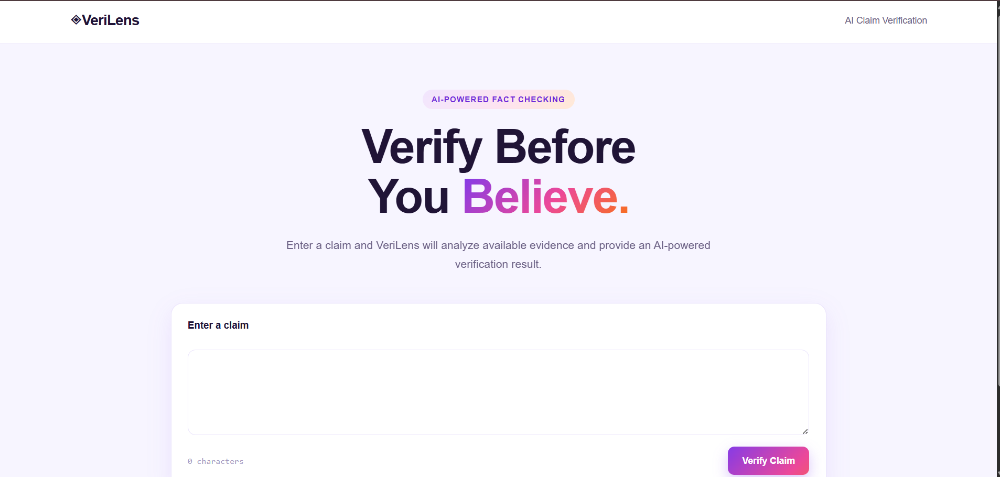 VeriLens
AI Claim Verification
AI-POWERED FACT CHECKING
Verify Before
You Believe.
Enter a claim and VeriLens will analyze available evidence and provide an AI-powered
verification result.
Enter a claim
0 characters
Verify Claim